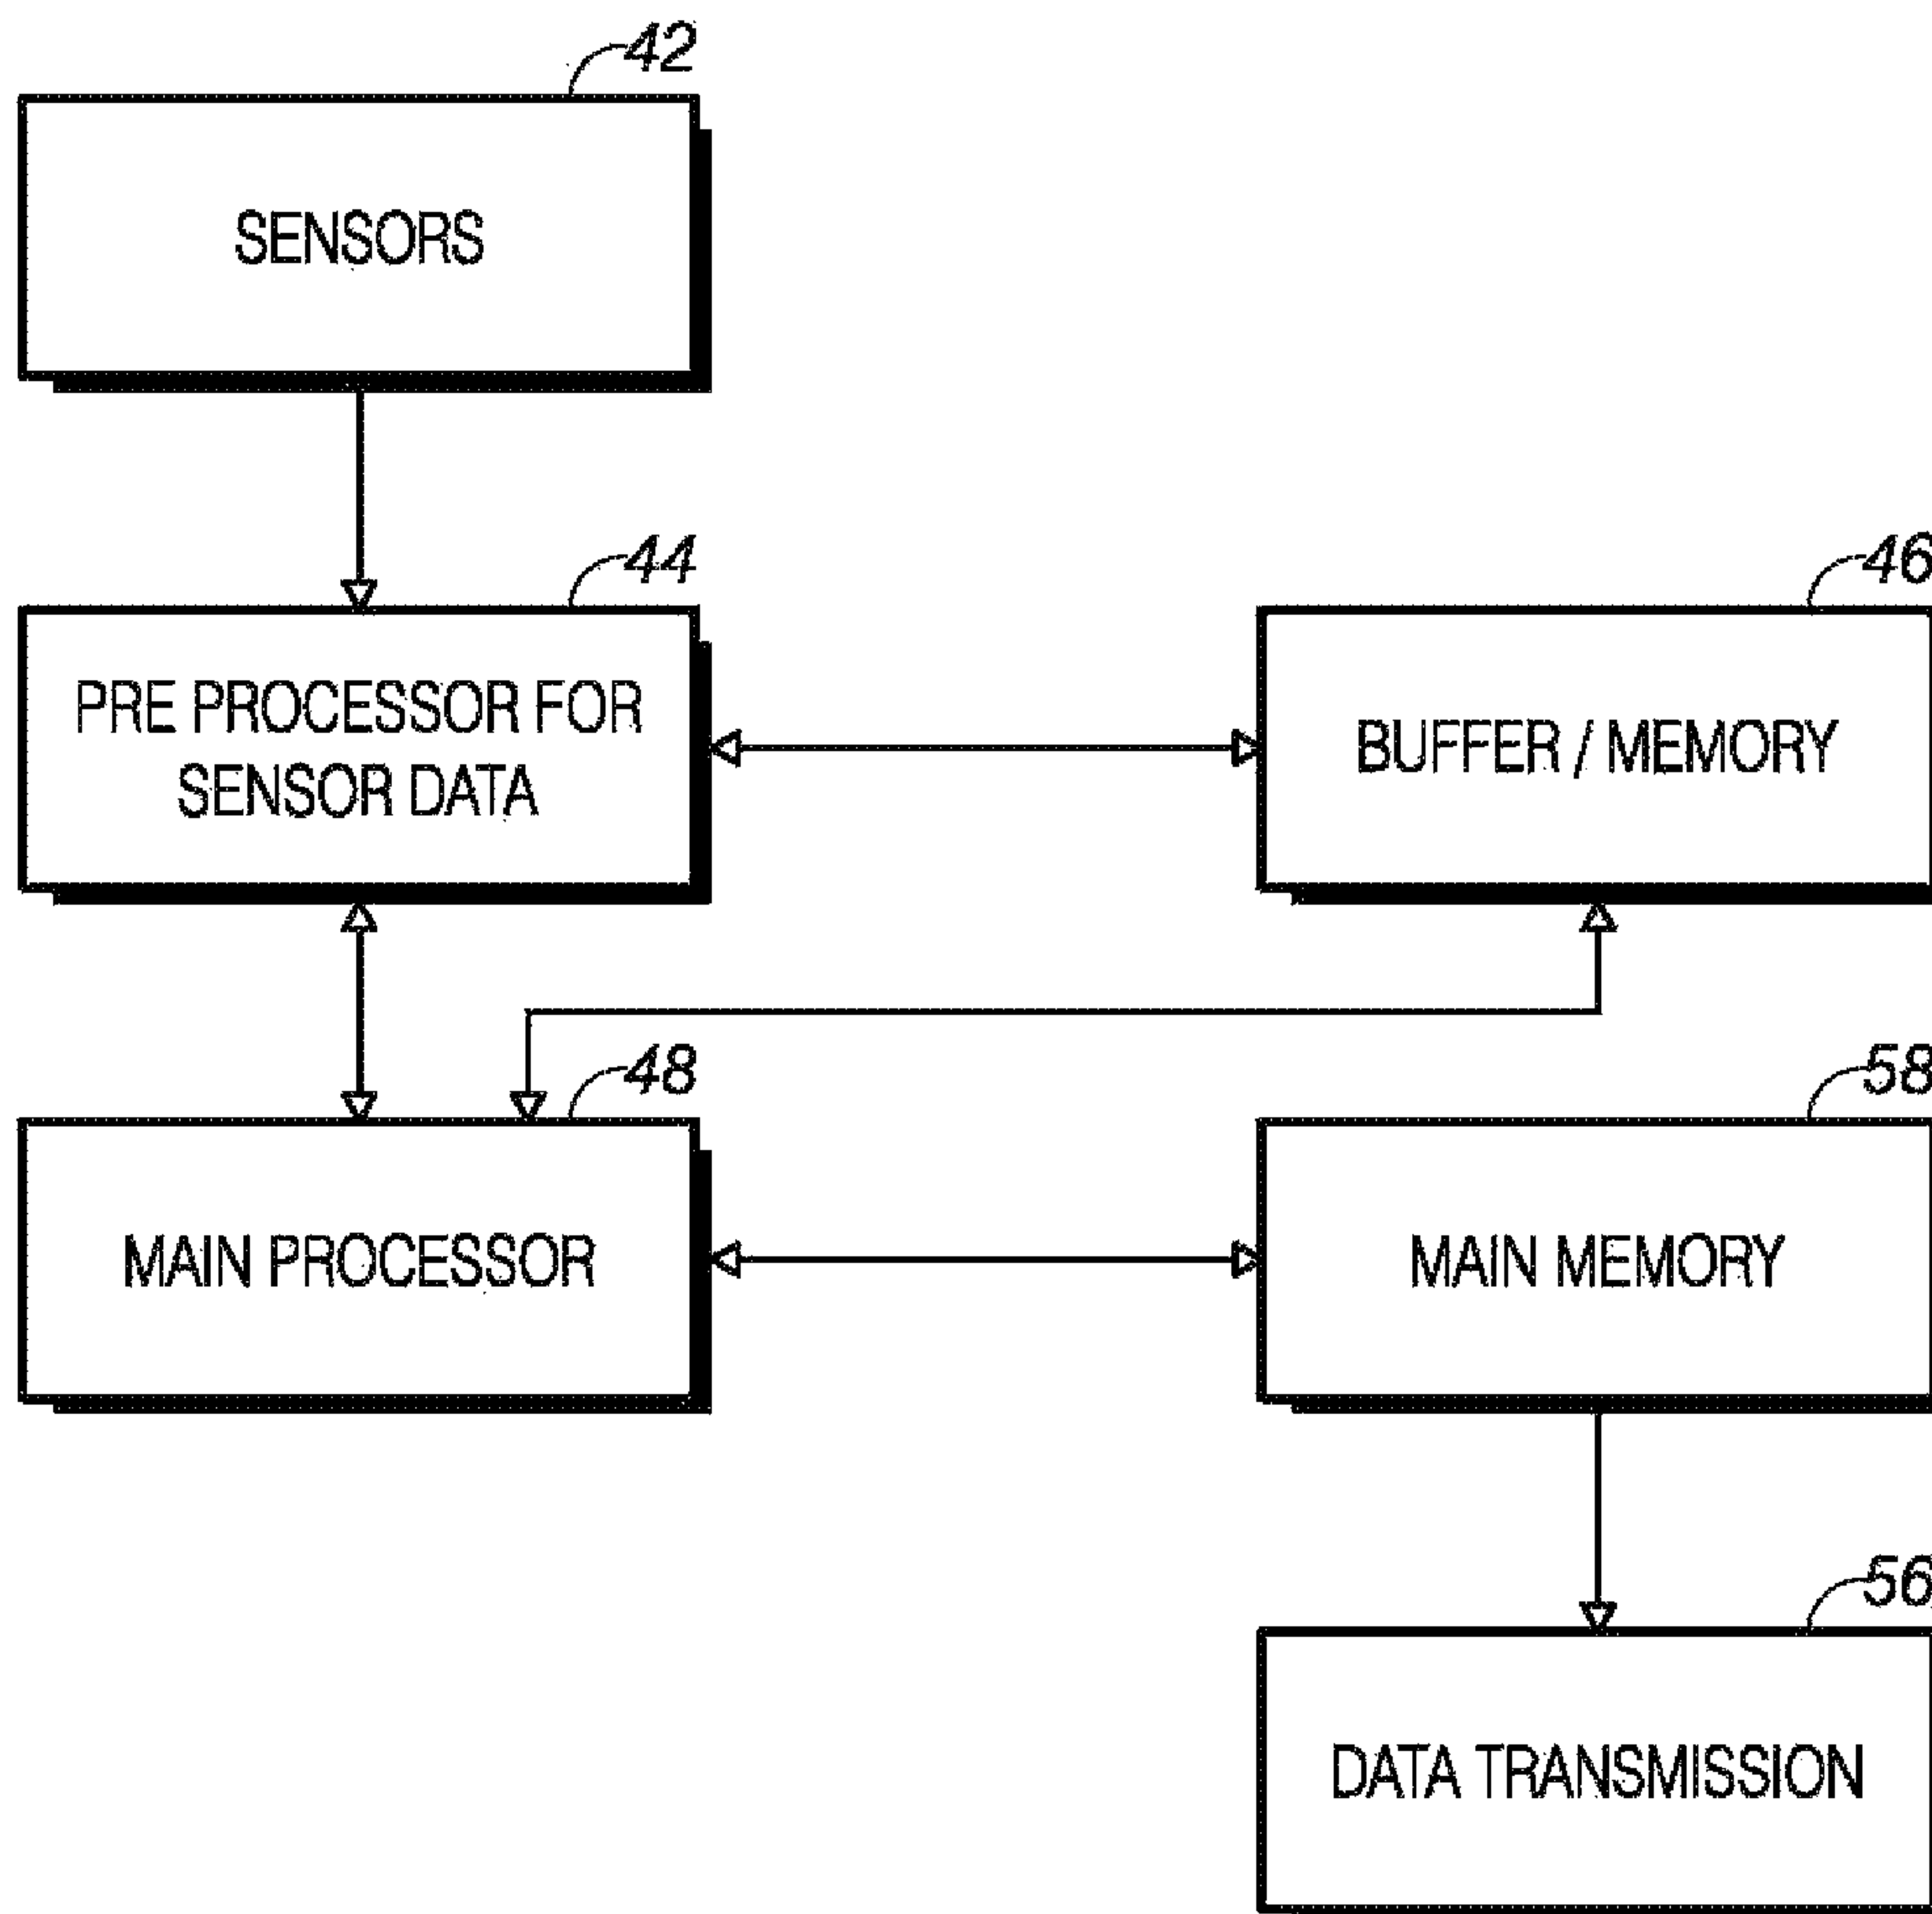 42
SENSORS
44
PRE PROCESSOR FOR
SENSOR DATA
46
BUFFER / MEMORY
48
MAIN PROCESSOR
58
MAIN MEMORY
56
DATA TRANSMISSION